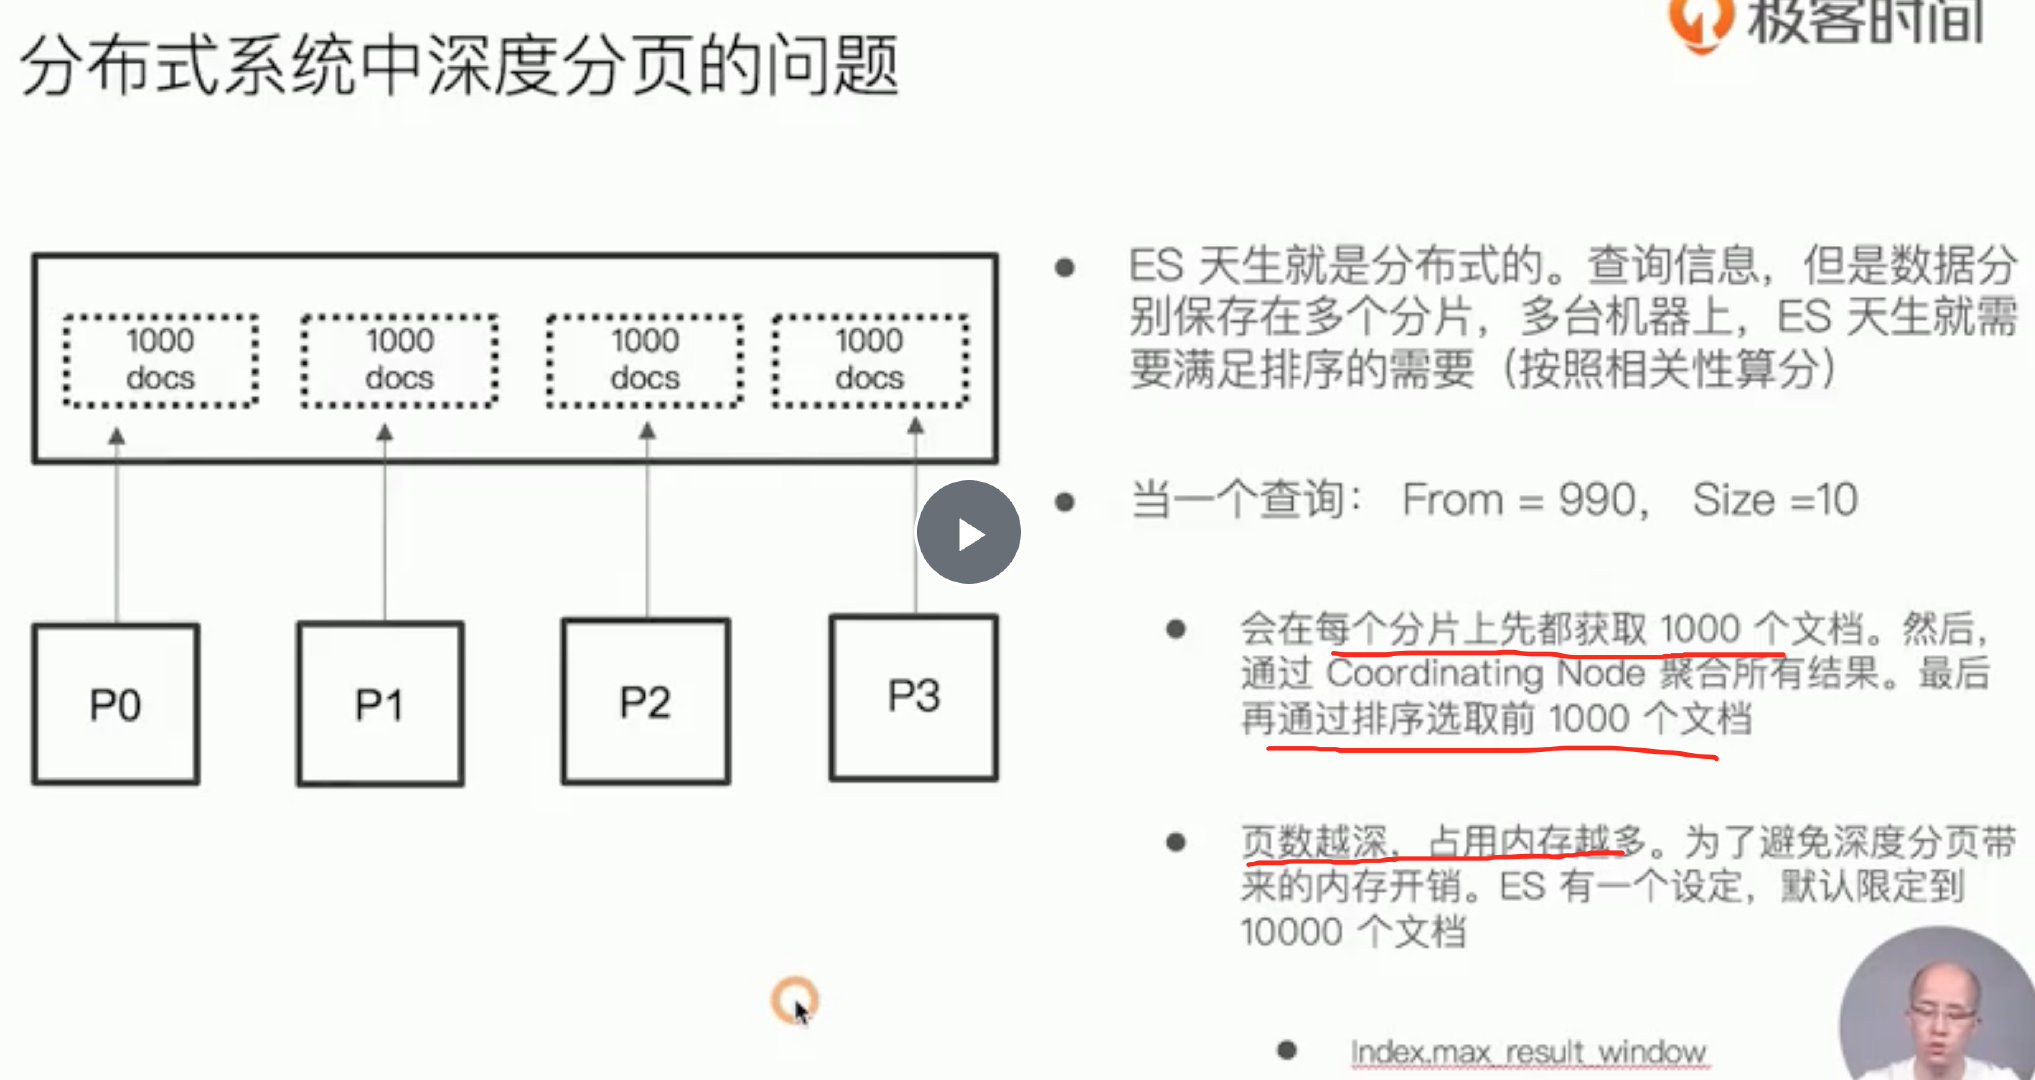 极客时间
分布式系统中深度分页的问题
1000
docs
1000
docs
1000
docs
1000
docs
P0
P1
P2
P3
ES 天生就是分布式的。查询信息，但是数据分
别保存在多个分片，多台机器上，ES 天生就需
要满足排序的需要（按照相关性算分）
当一个查询： From = 990， Size =10
会在每个分片上先都获取 1000 个文档。然后，
通过 Coordinating Node 聚合所有结果。最后
再通过排序选取前 1000 个文档
页数越深，占用内存越多。为了避免深度分页带
来的内存开销。ES 有一个设定，默认限定到
10000 个文档
Index.max_result_window